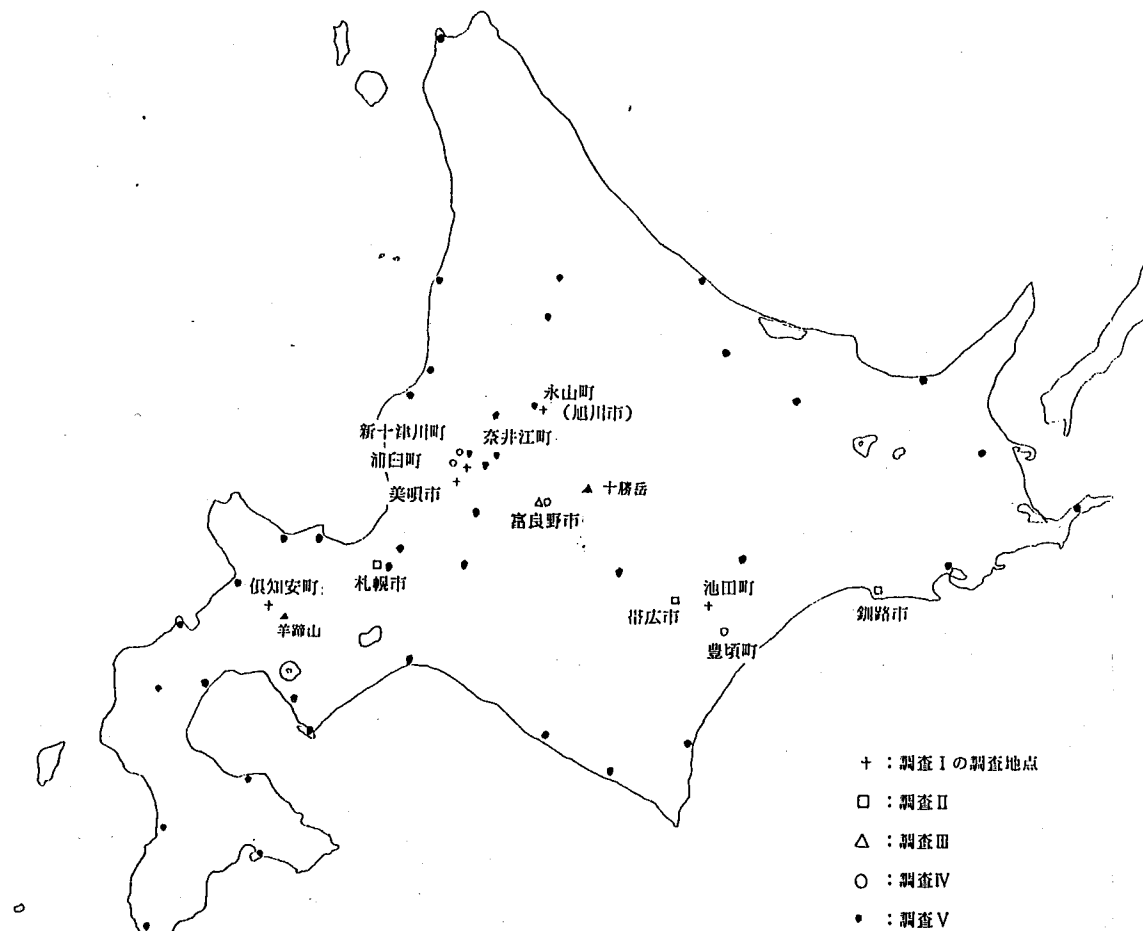 永山町
（旭川市）
新十津川町
奈井江町
浦臼町
美唄市
十勝岳
富良野市
札幌市
倶知安町
羊蹄山
池田町
帯広市
釧路市
豊頃町
† ：調査Ⅰの調査地点
□ ：調査Ⅱ
△ ：調査Ⅲ
○ ：調査Ⅳ
● ：調査Ⅴ